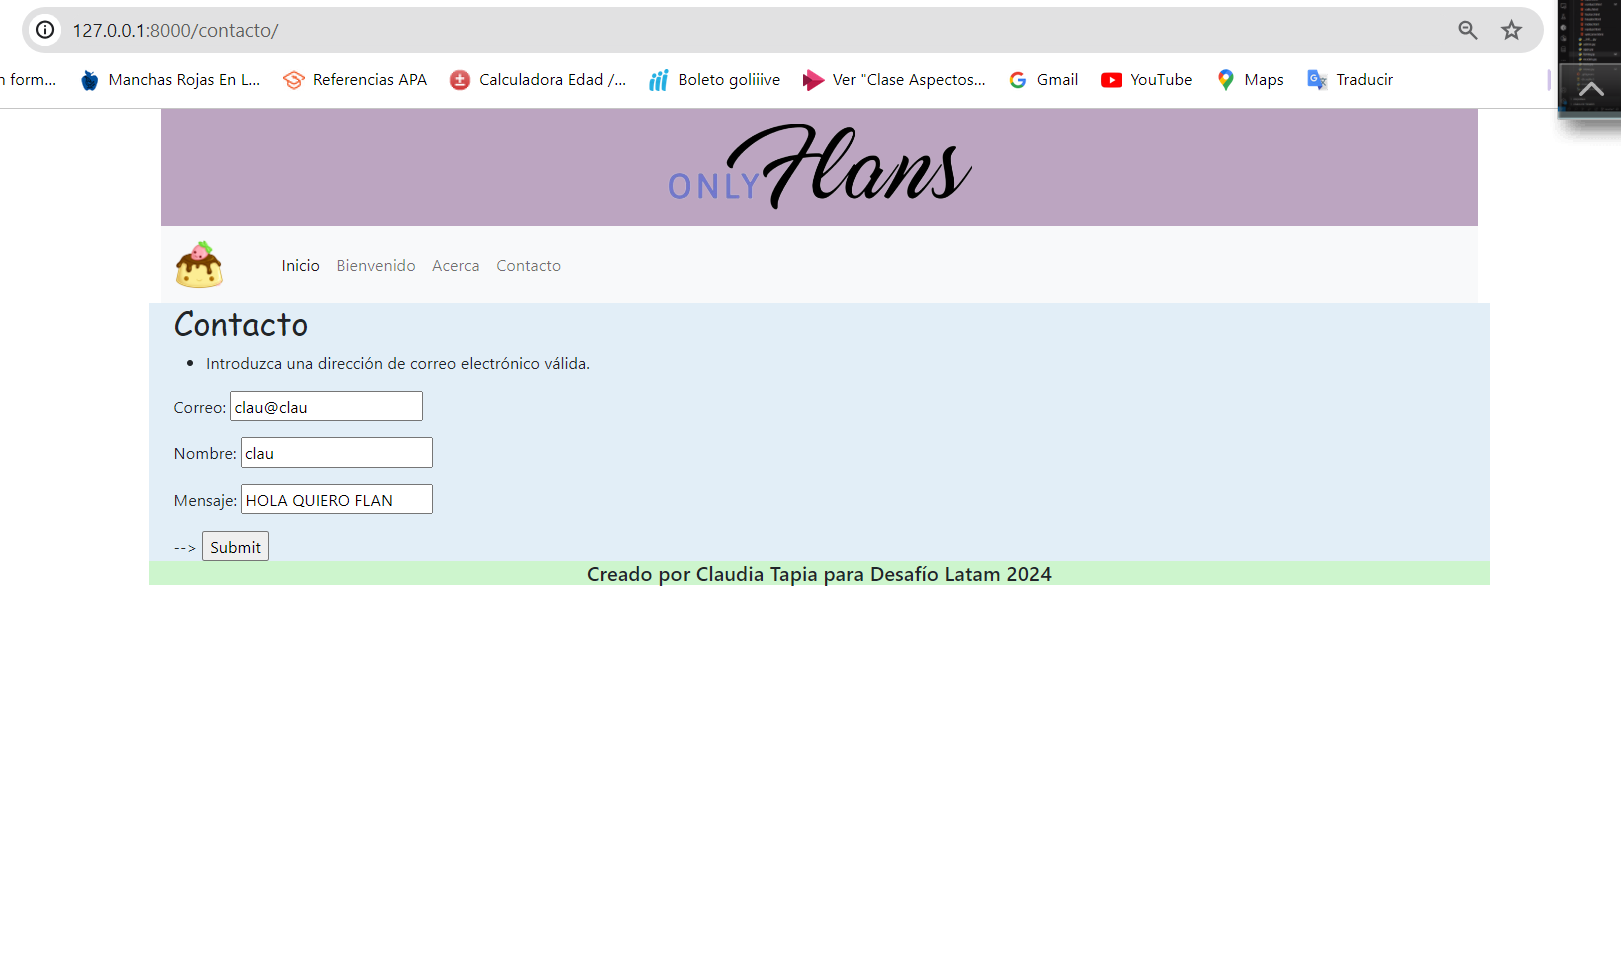 127.0.0.1:8000/contacto/
n form... Manchas Rojas En L... Referencias APA Calculadora Edad /... Boleto goliiive Ver "Clase Aspectos... Gmail YouTube Maps Traducir
ONLY Flans
Inicio Bienvenido Acerca Contacto
Contacto
• Introduzca una dirección de correo electrónico válida.
Correo: clau@clau
Nombre: clau
Mensaje: HOLA QUIERO FLAN
--> Submit
Creado por Claudia Tapia para Desafío Latam 2024